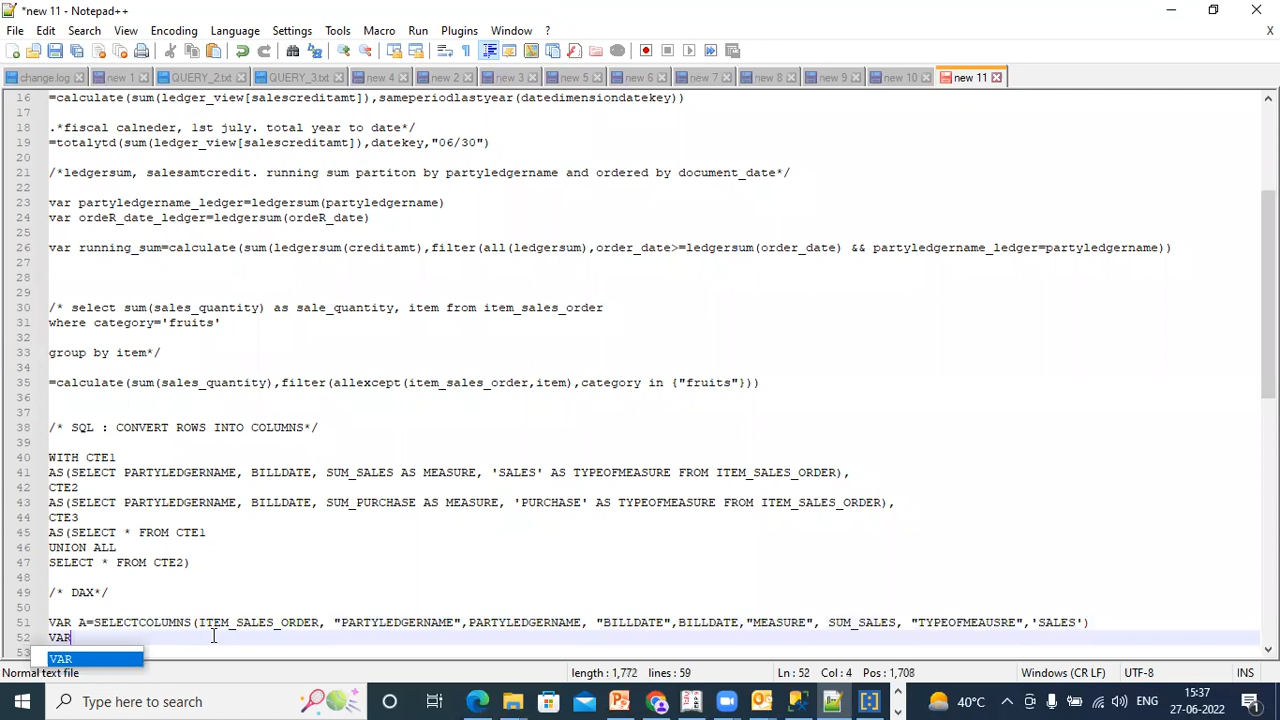 *new 11 - Notepad++
File Edit Search View Encoding Language Settings Tools Macro Run Plugins Window ? X
change.log new 1 QUERY_2.txt QUERY_3.txt new 4 new 2 new 3 new 5 new 6 new 7 new 8 new 9 new 10 new 11
16 =calculate(sum(ledger_view[salescreditamt]),sameperiodlastyear(datedimensiondatekey))
17
18 .*fiscal calneder, 1st july. total year to date*/
19 =totalytd(sum(ledger_view[salescreditamt]),datekey,"06/30")
20
21 /*ledgersum, salesamtcredit. running sum partiton by partyledgername and ordered by document_date*/
22
23 var partyledgername_ledger=ledgersum(partyledgername)
24 var ordeR_date_ledger=ledgersum(ordeR_date)
25
26 var running_sum=calculate(sum(ledgersum(creditamt),filter(all(ledgersum),order_date>=ledgersum(order_date) && partyledgername_ledger=partyledgername))
27
28
29
30 /* select sum(sales_quantity) as sale_quantity, item from item_sales_order
31 where category='fruits'
32
33 group by item*/
34
35 =calculate(sum(sales_quantity),filter(allexcept(item_sales_order,item),category in {"fruits"}))
36
37
38 /* SQL : CONVERT ROWS INTO COLUMNS*/
39
40 WITH CTE1
41 AS(SELECT PARTYLEDGERNAME, BILLDATE, SUM_SALES AS MEASURE, 'SALES' AS TYPEOFMEASURE FROM ITEM_SALES_ORDER),
42 CTE2
43 AS(SELECT PARTYLEDGERNAME, BILLDATE, SUM_PURCHASE AS MEASURE, 'PURCHASE' AS TYPEOFMEASURE FROM ITEM_SALES_ORDER),
44 CTE3
45 AS(SELECT * FROM CTE1
46 UNION ALL
47 SELECT * FROM CTE2)
48
49 /* DAX*/
50
51 VAR A=SELECTCOLUMNS(ITEM_SALES_ORDER, "PARTYLEDGERNAME",PARTYLEDGERNAME, "BILLDATE",BILLDATE,"MEASURE", SUM_SALES, "TYPEOFMEAUSRE",'SALES')
52 VAR
53
VAR
Normal text file length : 1,772 lines : 59 Ln : 52 Col : 4 Pos : 1,708 Windows (CR LF) UTF-8 INS
Type here to search 40°C ENG 15:37
27-06-2022